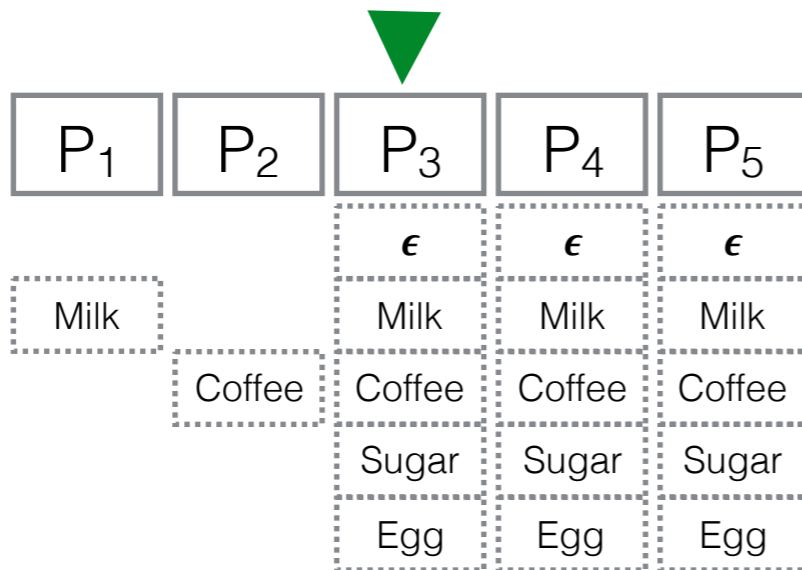 P₁ P₂ P₃ P₄ P₅
ϵ ϵ ϵ
Milk Milk Milk Milk
Coffee Coffee Coffee Coffee
Sugar Sugar Sugar
Egg Egg Egg